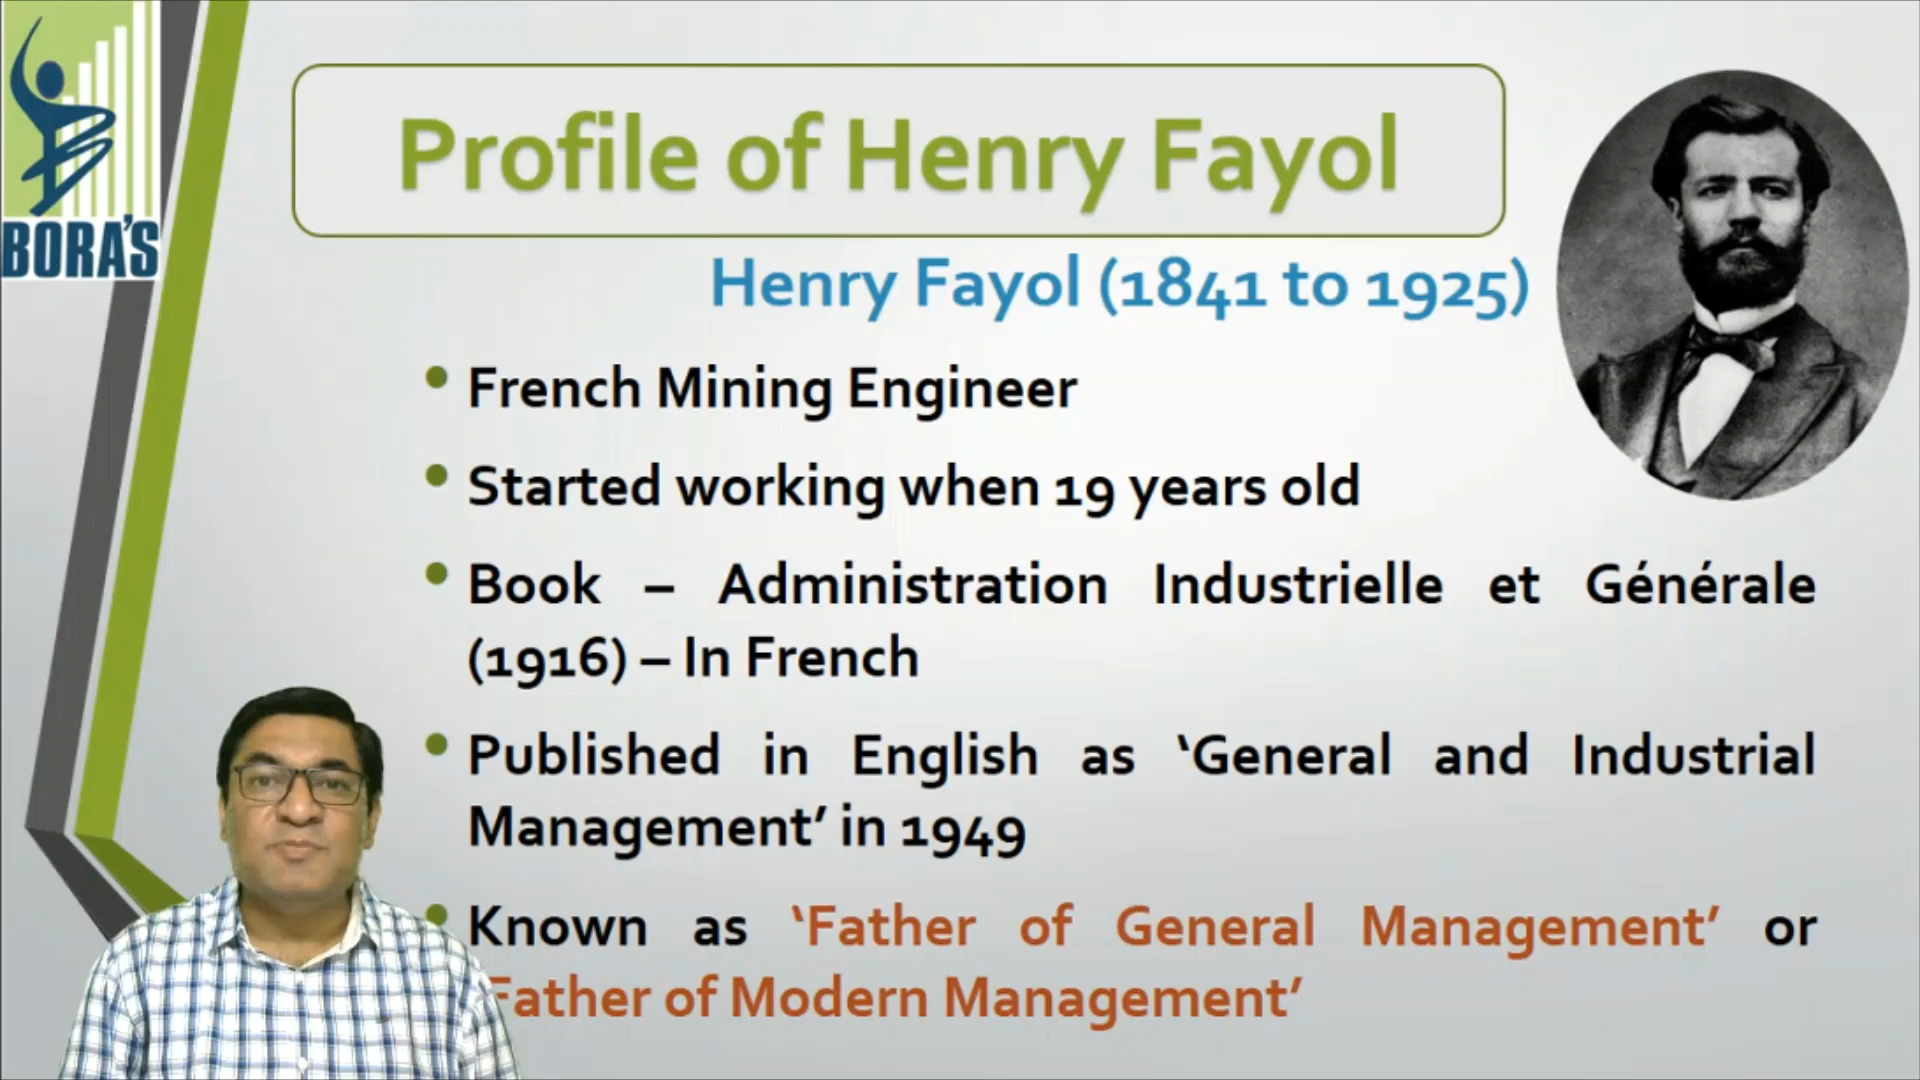 BORA'S
Profile of Henry Fayol
Henry Fayol (1841 to 1925)
• French Mining Engineer
• Started working when 19 years old
• Book – Administration Industrielle et Générale
(1916) – In French
• Published in English as ‘General and Industrial
Management’ in 1949
• Known as ‘Father of General Management’ or
Father of Modern Management’